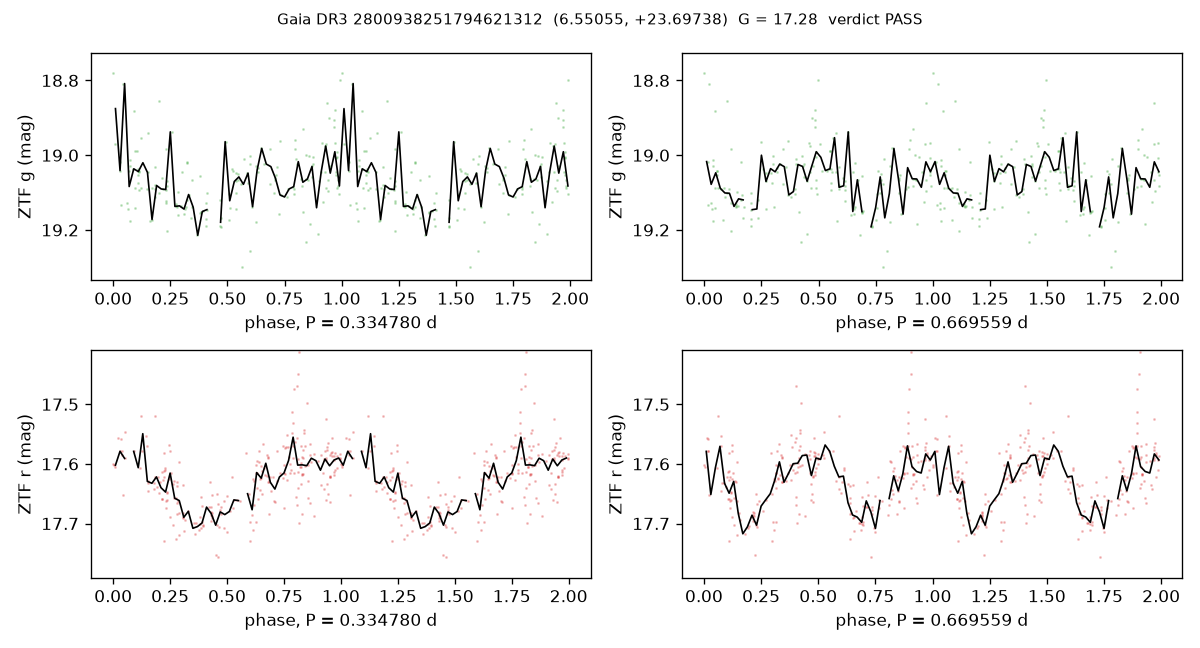 Gaia DR3 2800938251794621312  (6.55055, +23.69738)  G = 17.28  verdict PASS
ZTF g (mag)
18.8
19.0
19.2
0.00 0.25 0.50 0.75 1.00 1.25 1.50 1.75 2.00
phase, P = 0.334780 d
ZTF g (mag)
18.8
19.0
19.2
0.00 0.25 0.50 0.75 1.00 1.25 1.50 1.75 2.00
phase, P = 0.669559 d
ZTF r (mag)
17.5
17.6
17.7
0.00 0.25 0.50 0.75 1.00 1.25 1.50 1.75 2.00
phase, P = 0.334780 d
ZTF r (mag)
17.5
17.6
17.7
0.00 0.25 0.50 0.75 1.00 1.25 1.50 1.75 2.00
phase, P = 0.669559 d